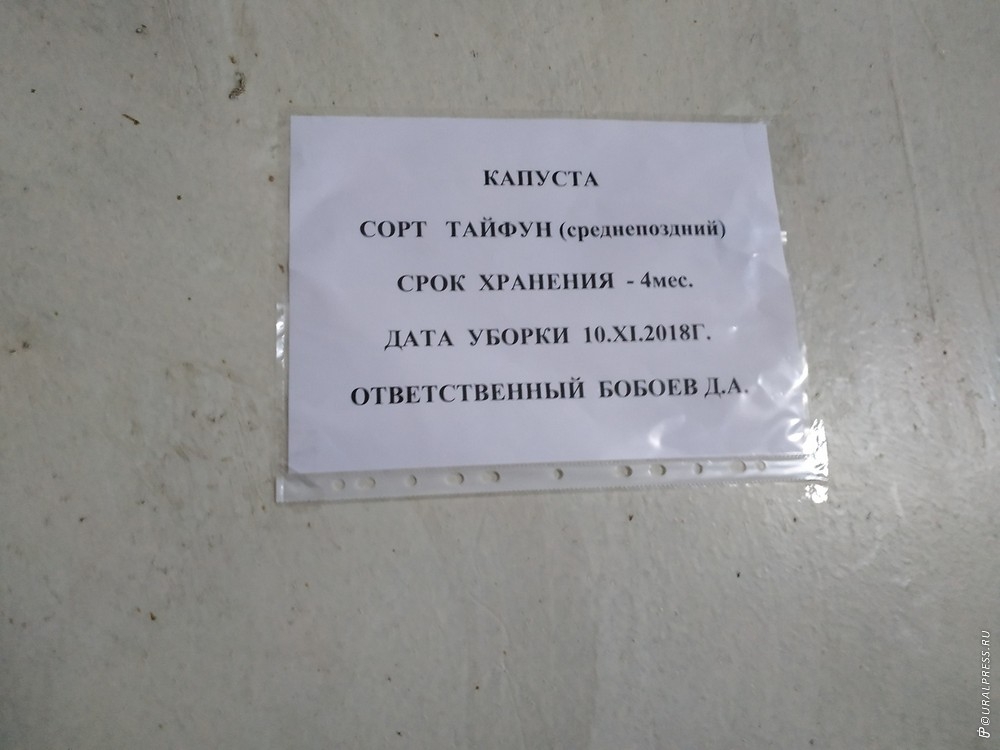 КАПУСТА
СОРТ ТАЙФУН (среднепоздний)
СРОК ХРАНЕНИЯ - 4мес.
ДАТА УБОРКИ 10.XI.2018Г.
ОТВЕТСТВЕННЫЙ БОБОЕВ Д.А.
©URALPRESS.RU